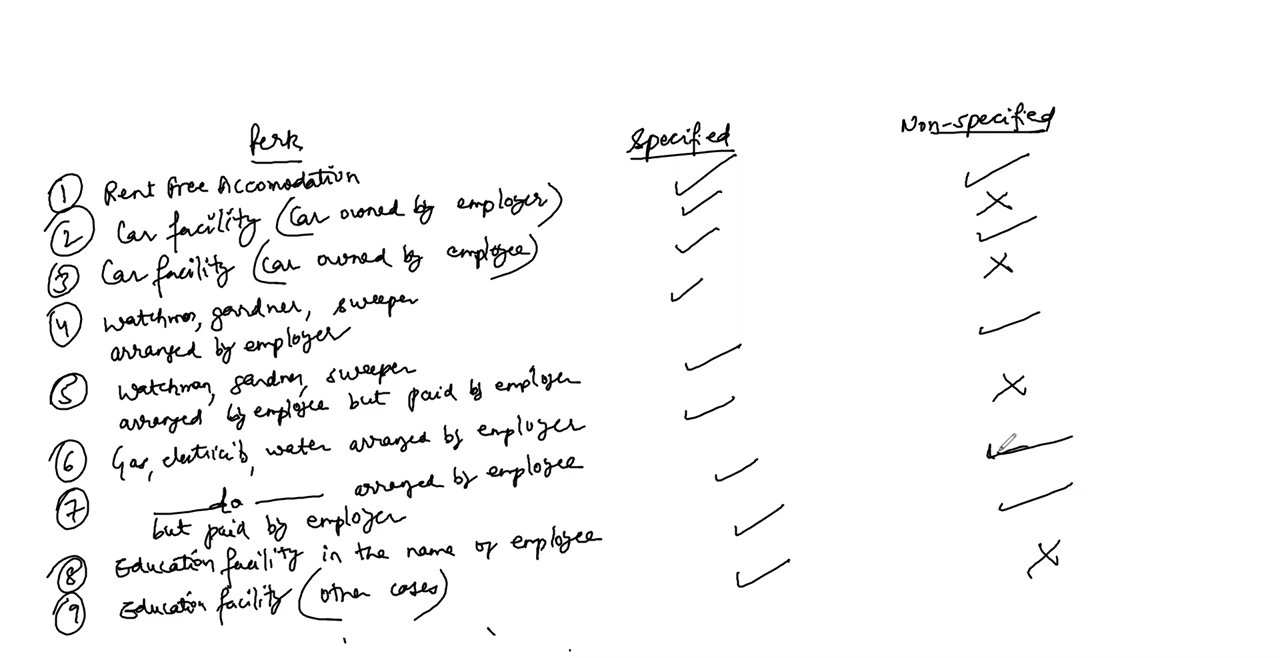 Perk Specified Non-specified
1 Rent Free Accomodation ✓ ✓
2 Car facility (Car owned by employer) ✓ ✗
3 Car facility (Car owned by employee) ✓ ✓
4 Watchman, gardner, sweeper ✓ ✗
arranged by employer
5 Watchman, gardner, sweeper ✓ ✓
arranged by employee but paid by employer
6 Gas, electricity, water arranged by employer ✓ ✗
7 ——do—— arranged by employee ✓ ✓
but paid by employer
8 Education facility in the name of employee ✓ ✓
9 Education facility (other cases) ✓ ✗